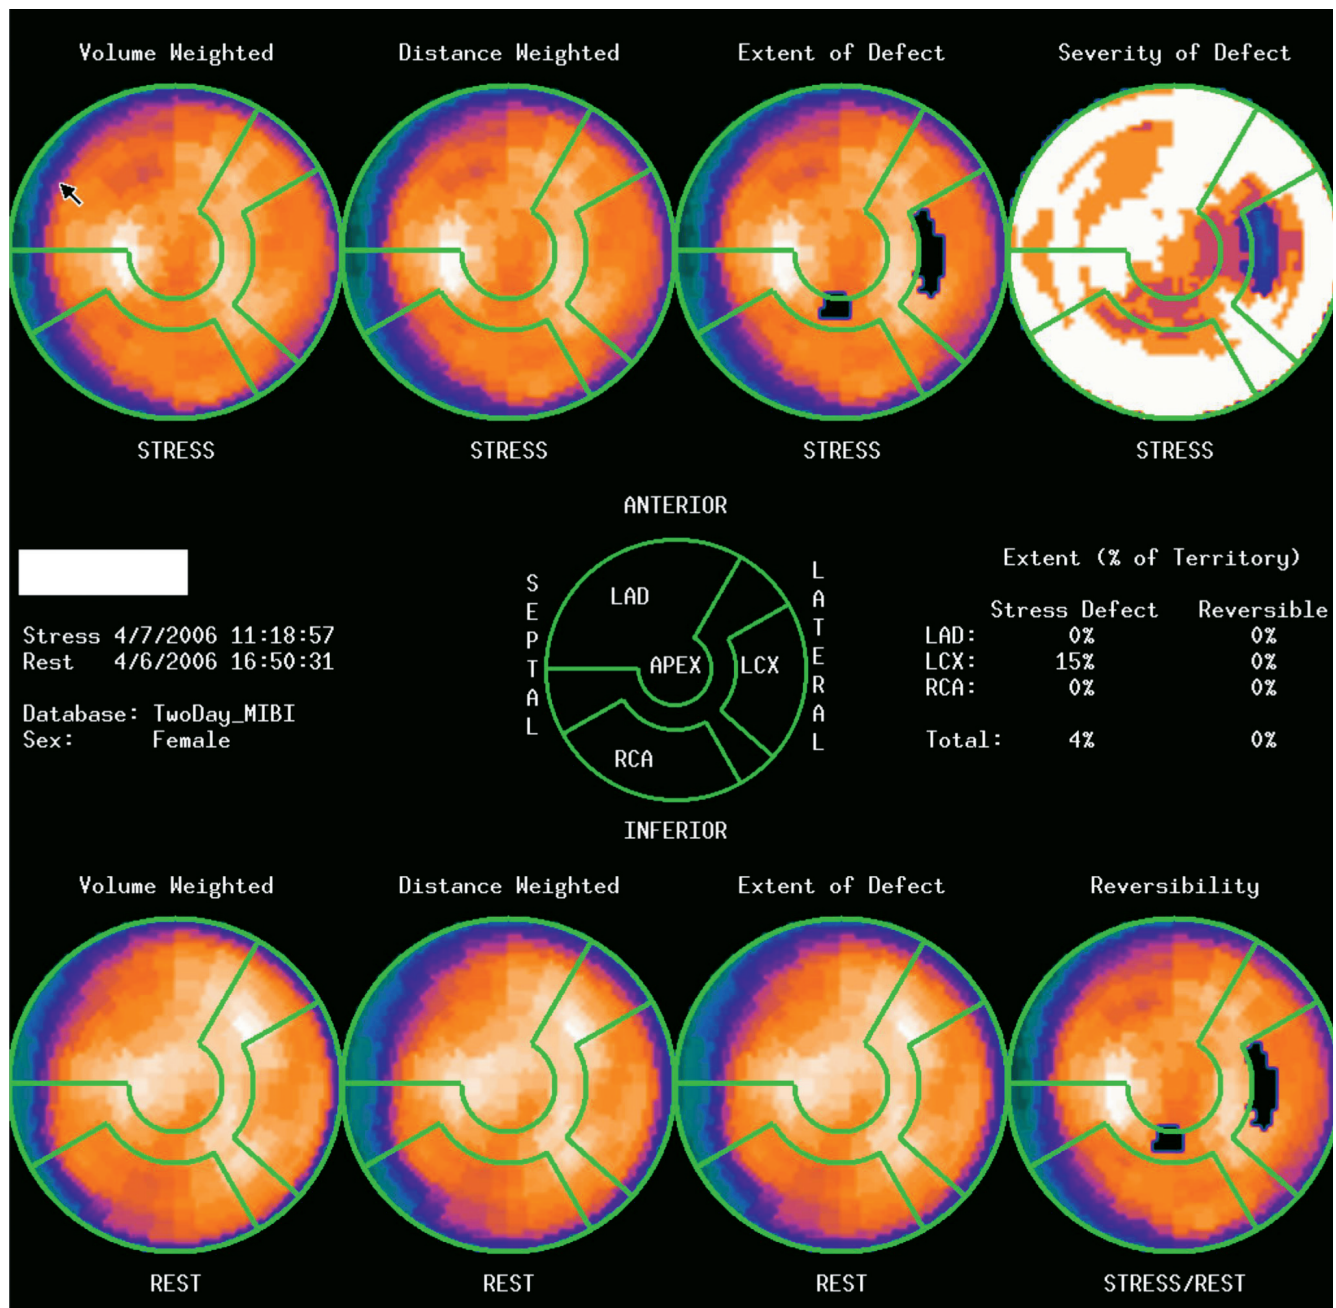 Volume Weighted
Distance Weighted
Extent of Defect
Severity of Defect
STRESS
STRESS
STRESS
STRESS
ANTERIOR
SEPTAL
LATERAL
LAD
APEX
LCX
RCA
INFERIOR
Stress 4/7/2006 11:18:57
Rest 4/6/2006 16:50:31
Database: TwoDay_MIBI
Sex: Female
Extent (% of Territory)
Stress Defect Reversible
LAD: 0% 0%
LCX: 15% 0%
RCA: 0% 0%
Total: 4% 0%
Volume Weighted
Distance Weighted
Extent of Defect
Reversibility
REST
REST
REST
STRESS/REST